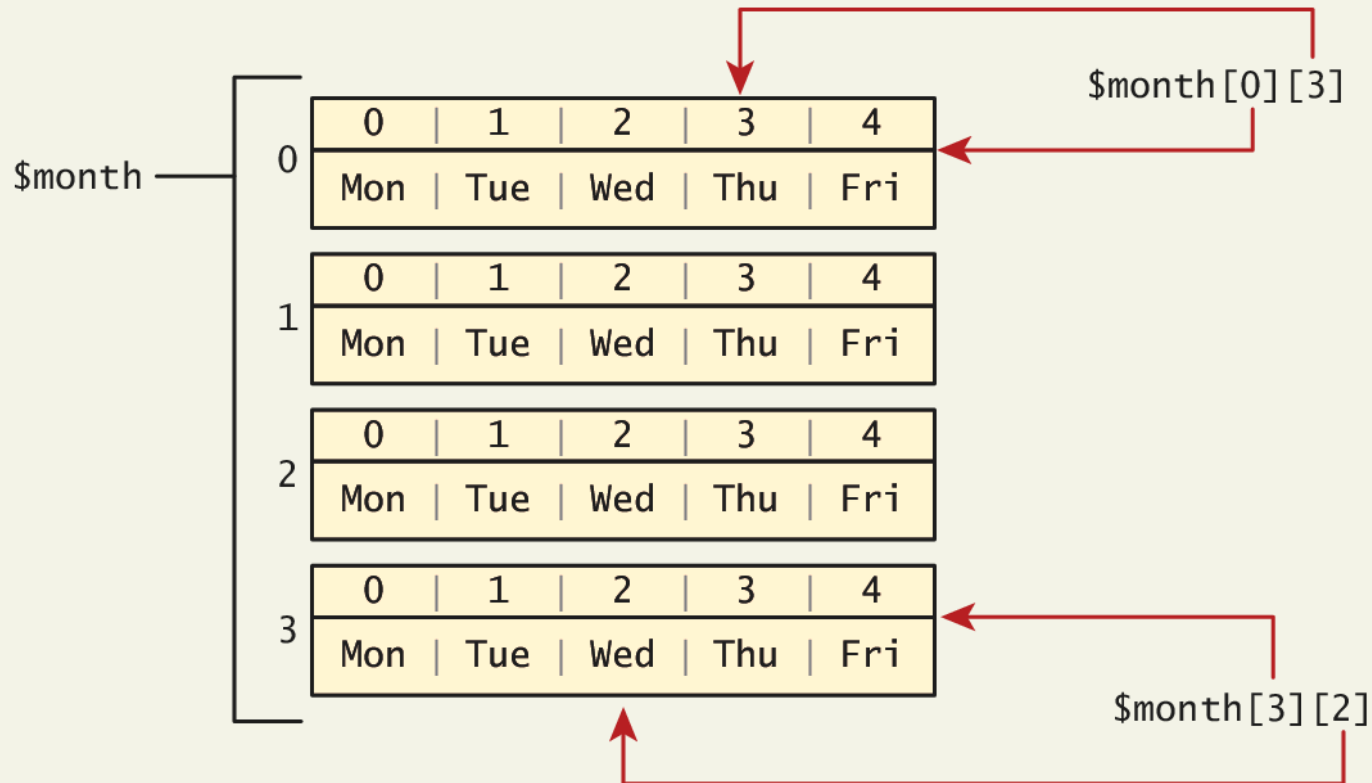 $month[0][3]
0 | 1 | 2 | 3 | 4
0
$month
Mon | Tue | Wed | Thu | Fri
0 | 1 | 2 | 3 | 4
1
Mon | Tue | Wed | Thu | Fri
0 | 1 | 2 | 3 | 4
2
Mon | Tue | Wed | Thu | Fri
0 | 1 | 2 | 3 | 4
3
Mon | Tue | Wed | Thu | Fri
$month[3][2]